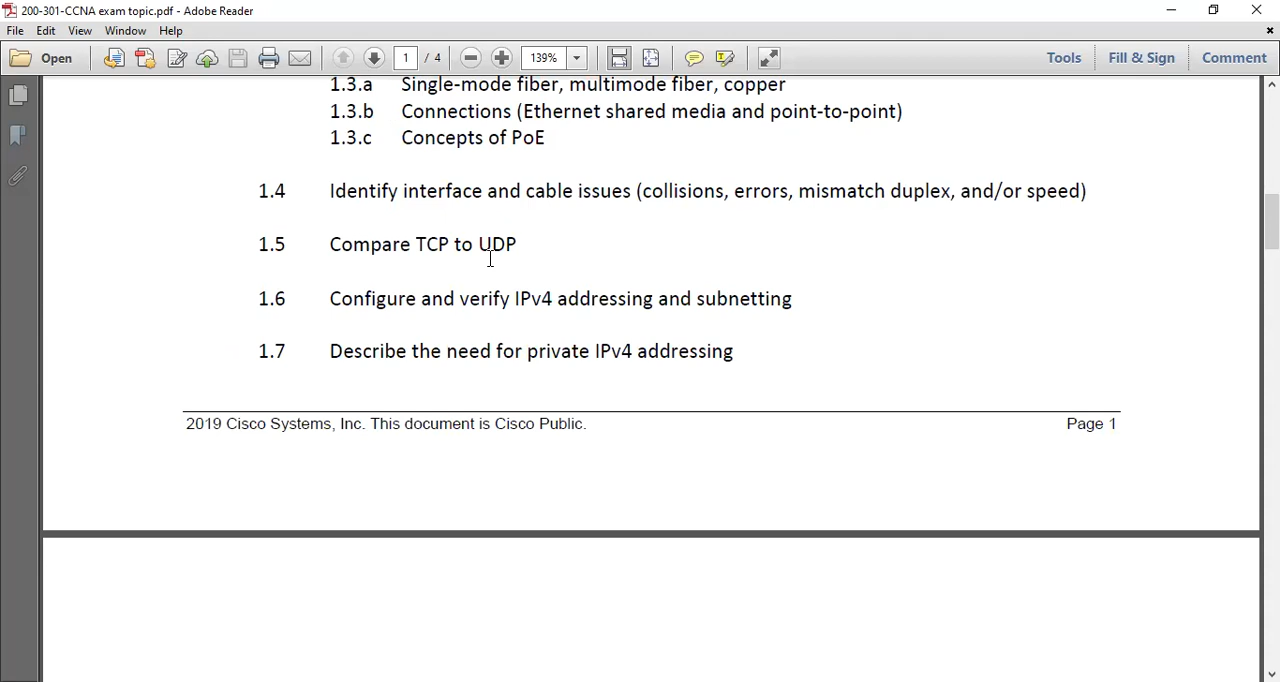 200-301-CCNA exam topic.pdf - Adobe Reader
File Edit View Window Help
Open 1 / 4 139% Tools Fill & Sign Comment
1.3.a Single-mode fiber, multimode fiber, copper
1.3.b Connections (Ethernet shared media and point-to-point)
1.3.c Concepts of PoE
1.4 Identify interface and cable issues (collisions, errors, mismatch duplex, and/or speed)
1.5 Compare TCP to UDP
1.6 Configure and verify IPv4 addressing and subnetting
1.7 Describe the need for private IPv4 addressing
2019 Cisco Systems, Inc. This document is Cisco Public. Page 1